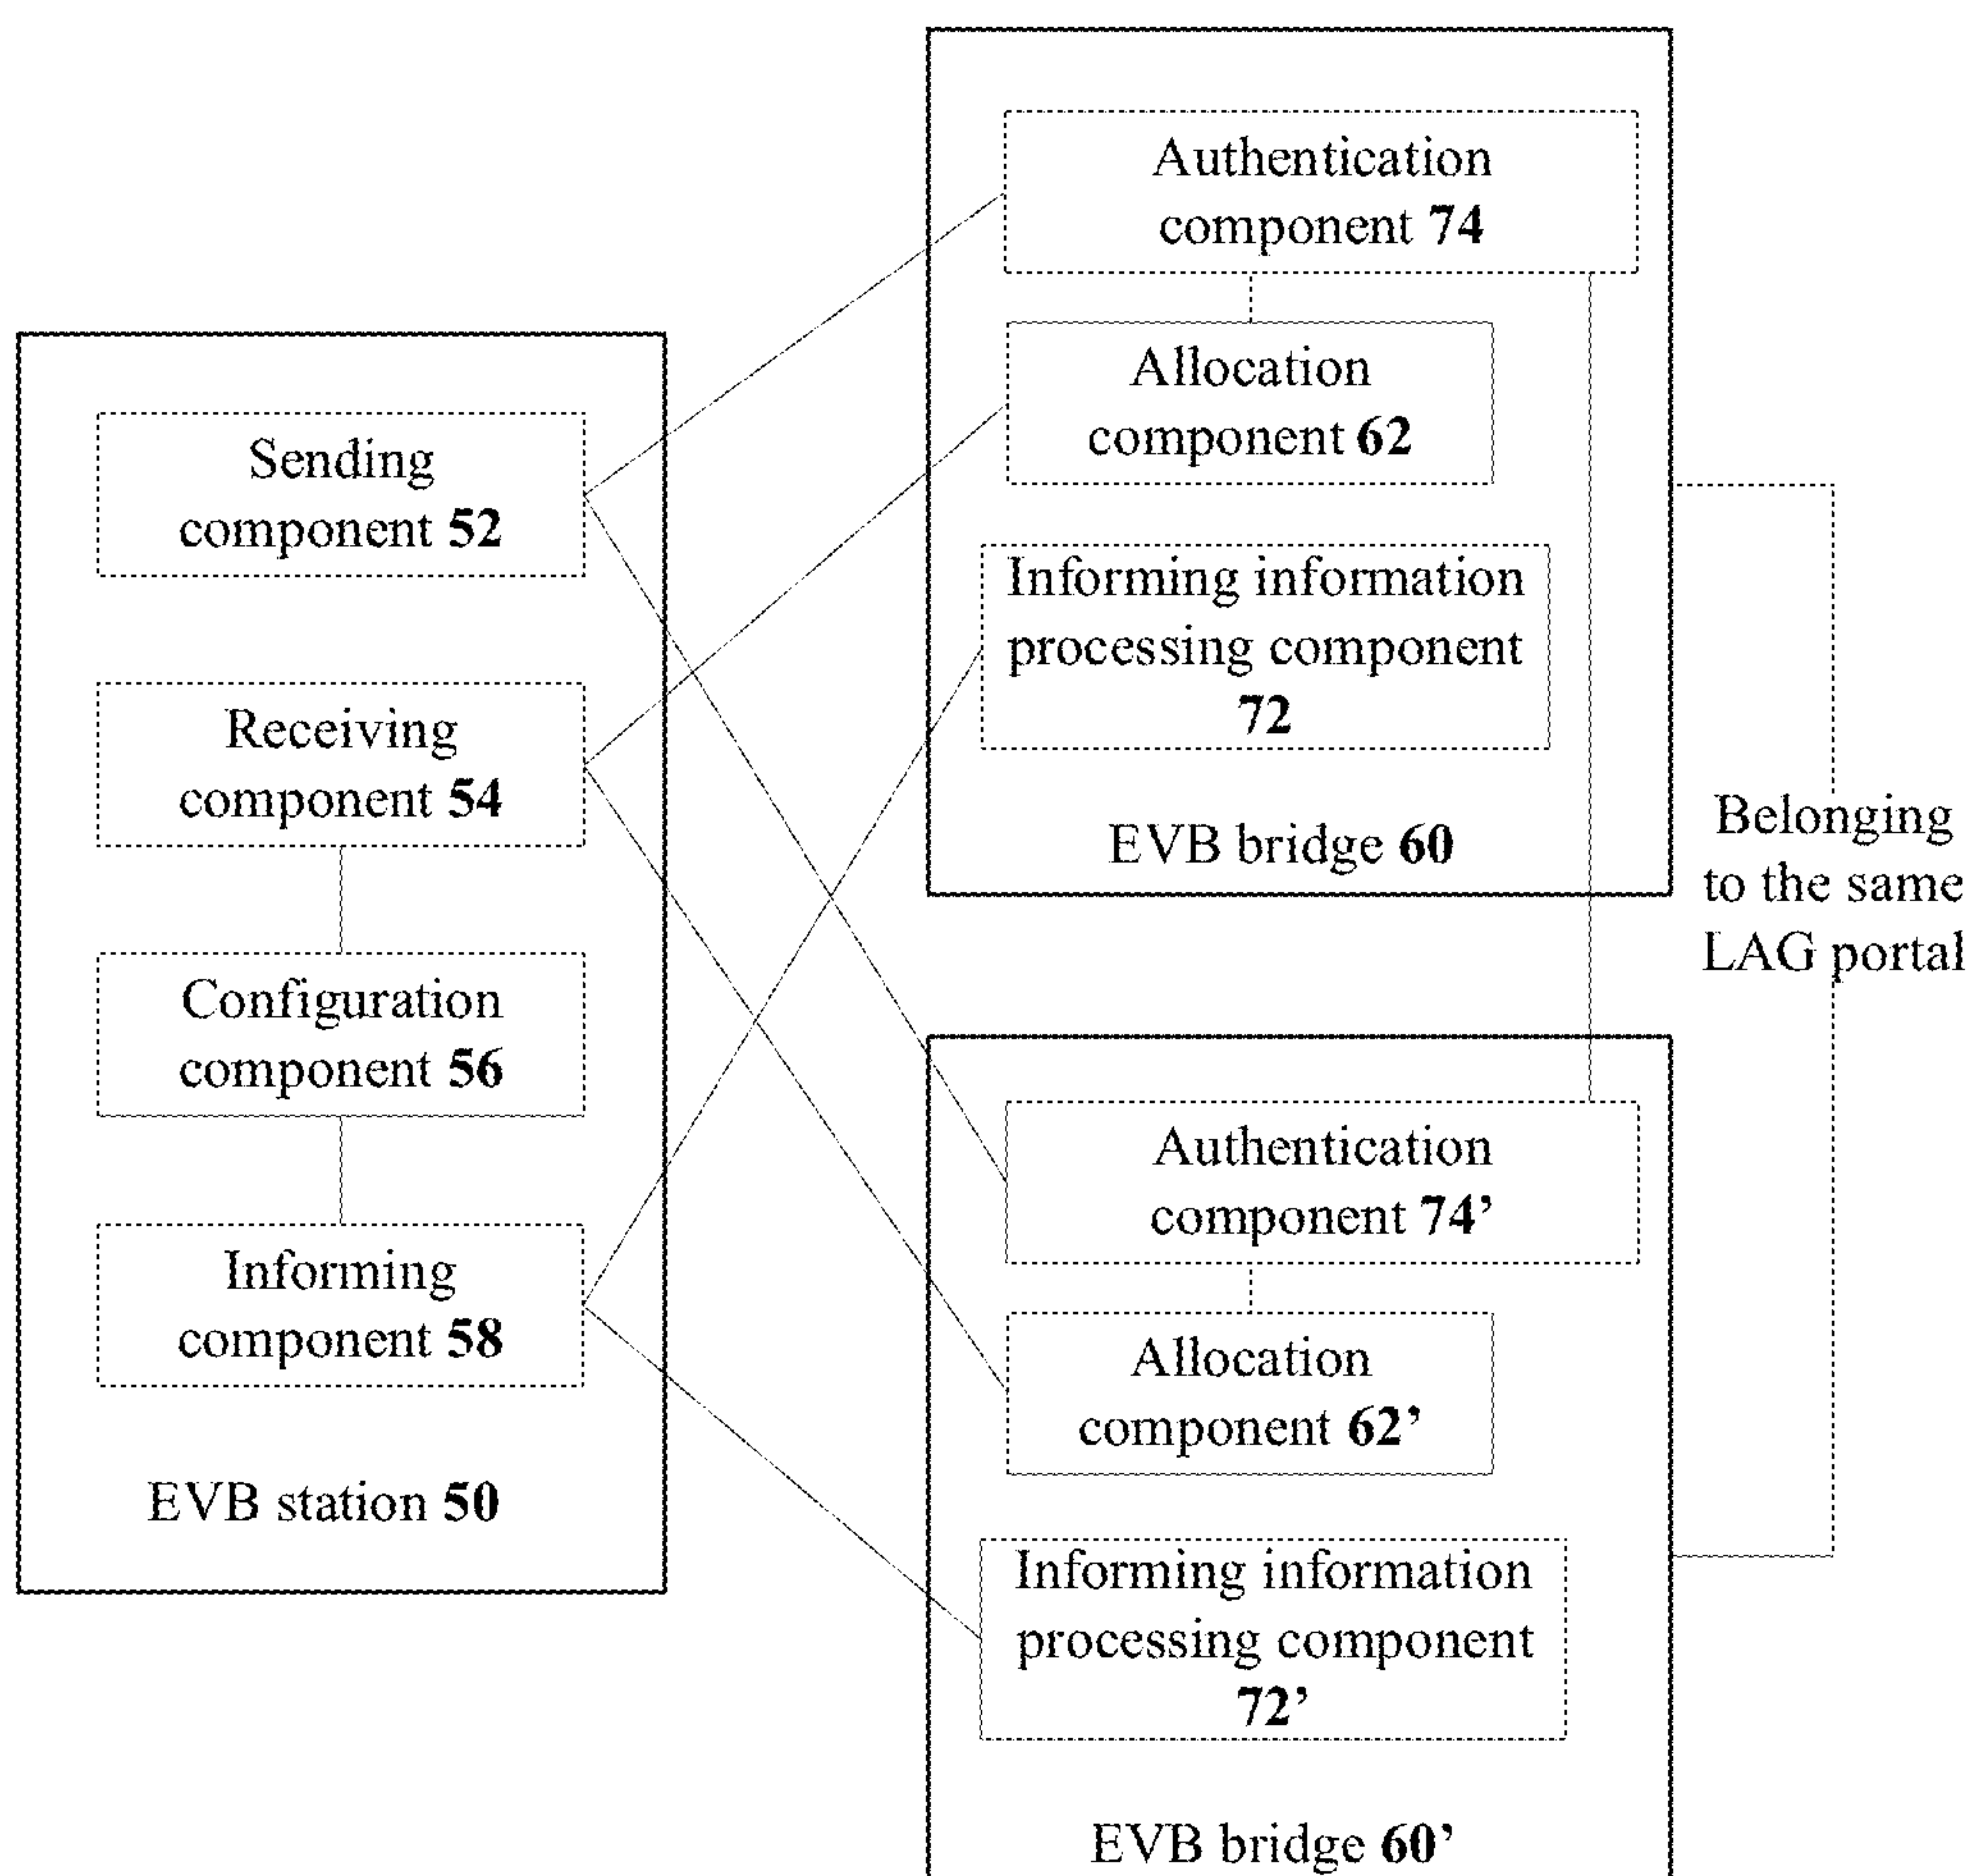 Sending
component 52
Receiving
component 54
Configuration
component 56
Informing
component 58
EVB station 50
Authentication
component 74
Allocation
component 62
Informing information
processing component
72
EVB bridge 60
Authentication
component 74’
Allocation
component 62’
Informing information
processing component
72’
EVB bridge 60’
Belonging
to the same
LAG portal